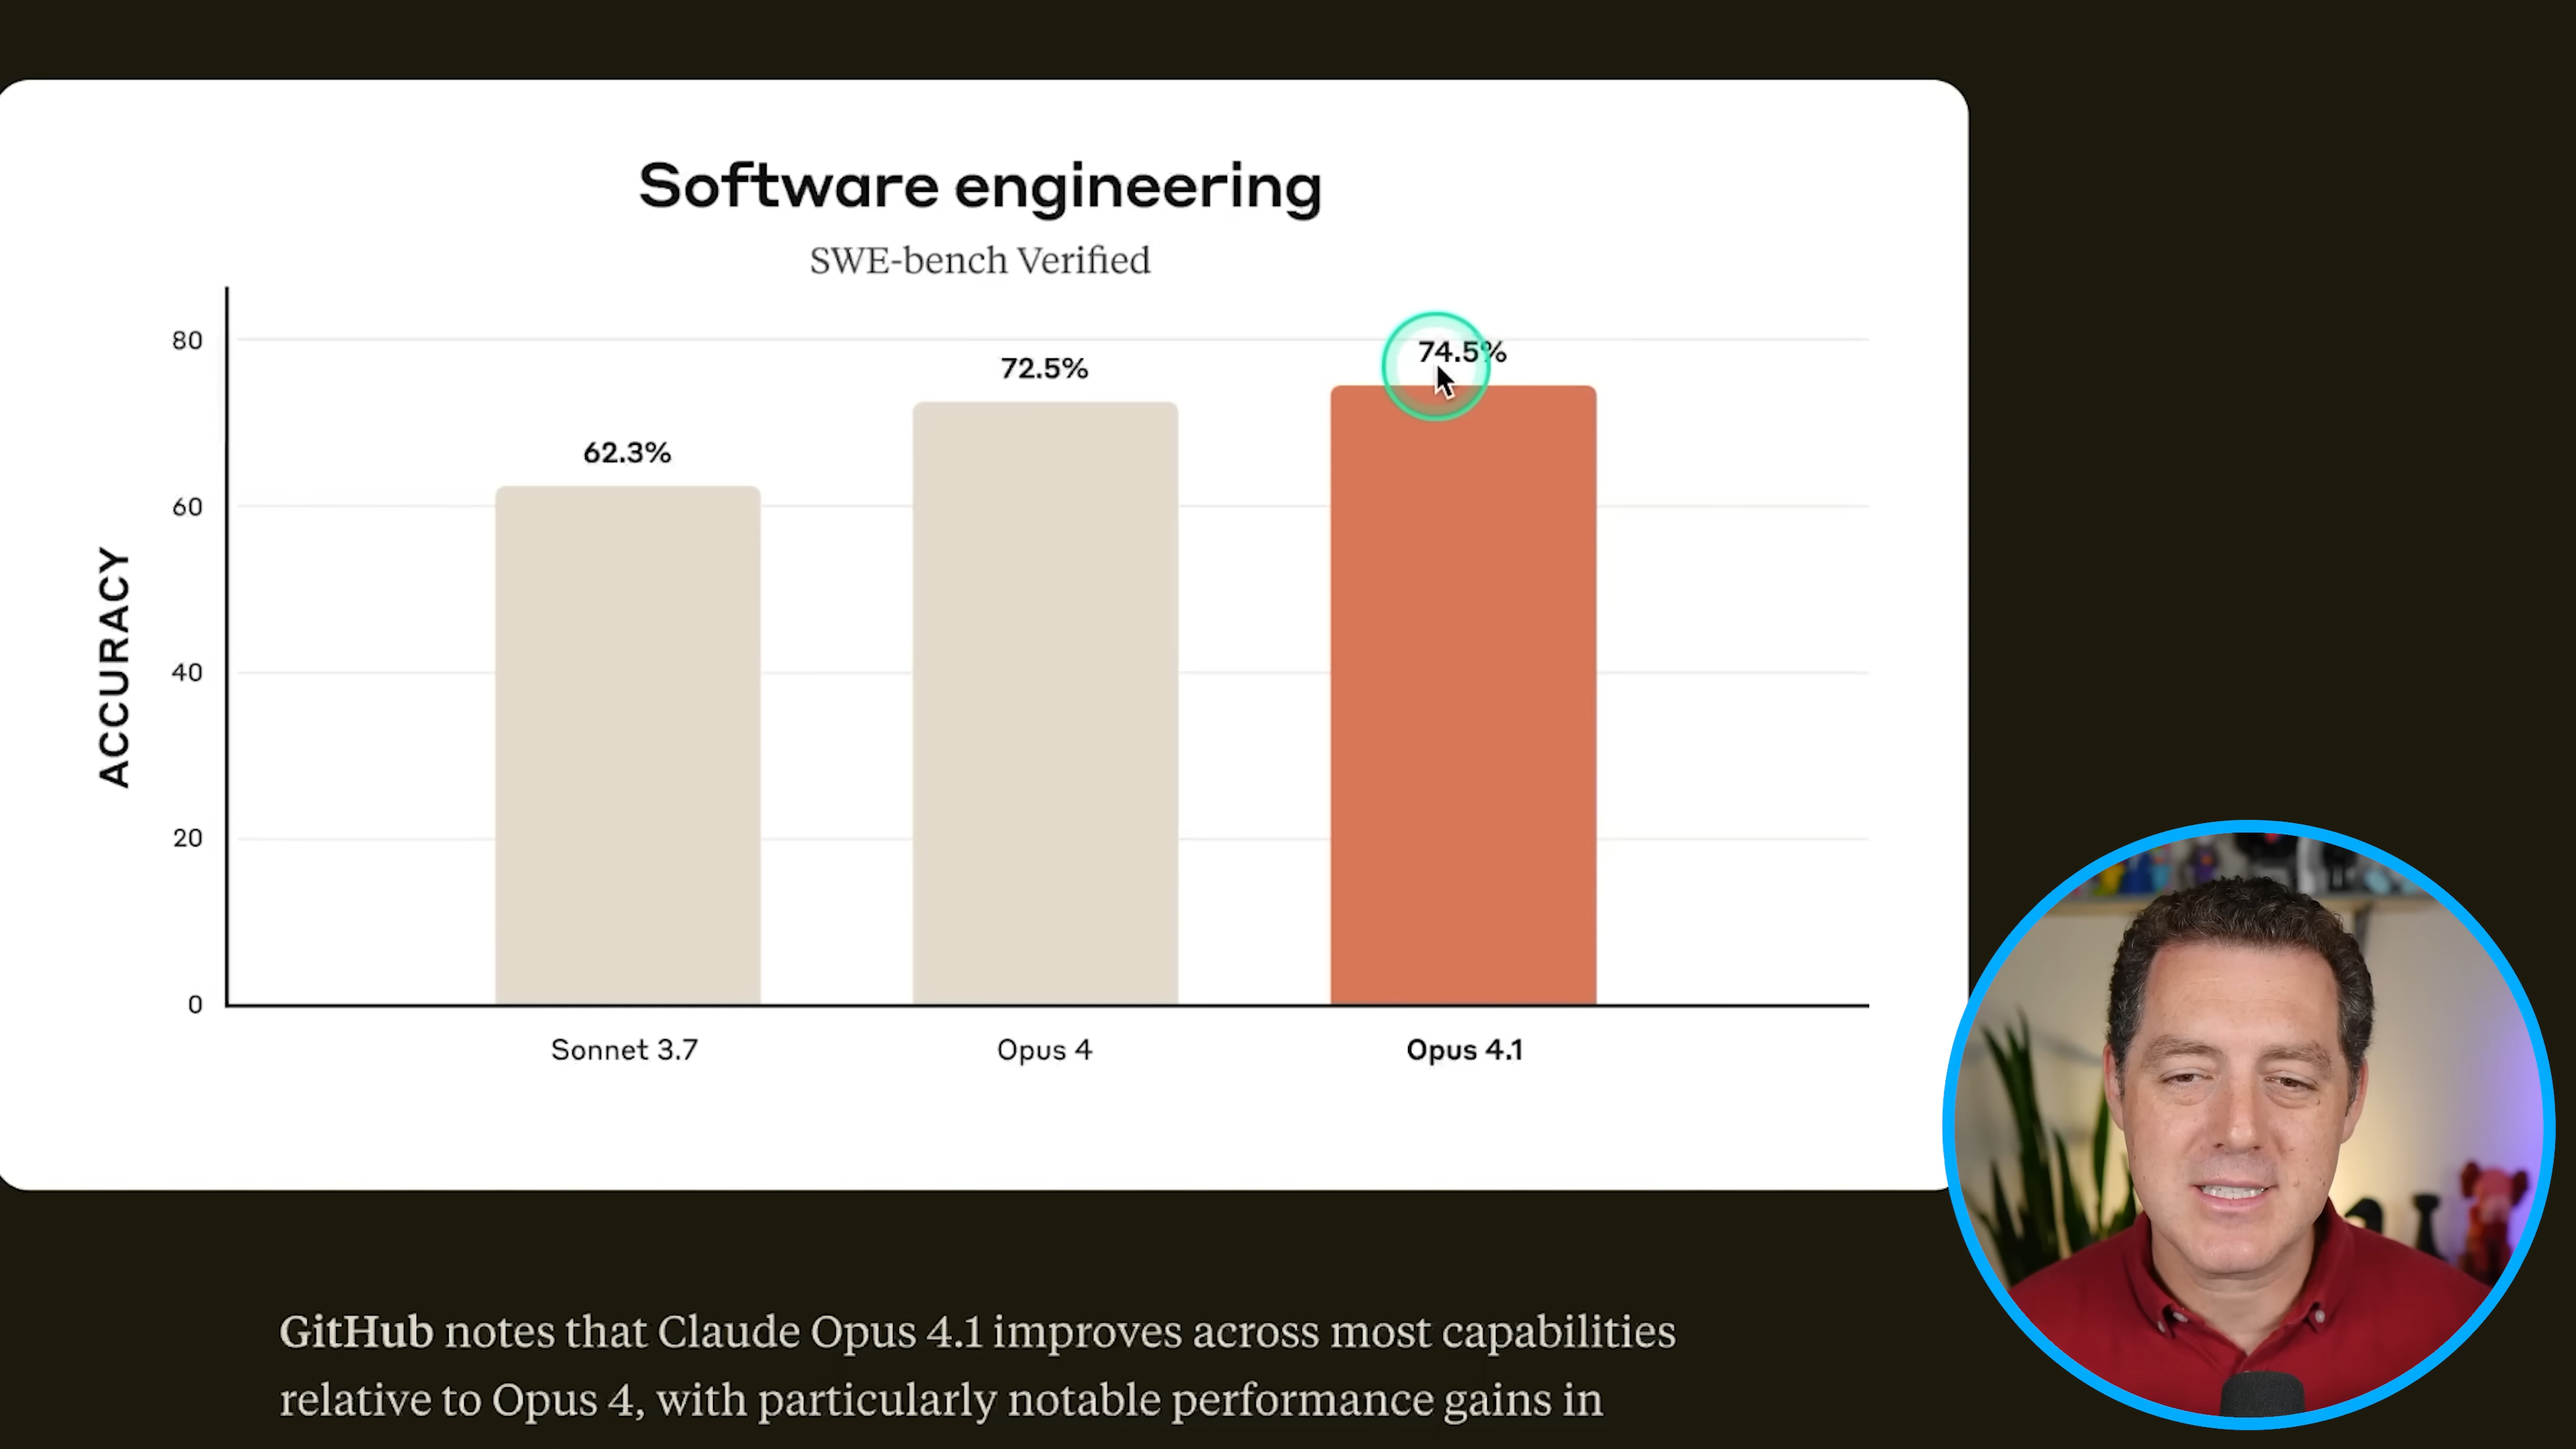 Software engineering
SWE-bench Verified
ACCURACY
80
60
40
20
0
62.3%
72.5%
74.5%
Sonnet 3.7
Opus 4
Opus 4.1
GitHub notes that Claude Opus 4.1 improves across most capabilities
relative to Opus 4, with particularly notable performance gains in